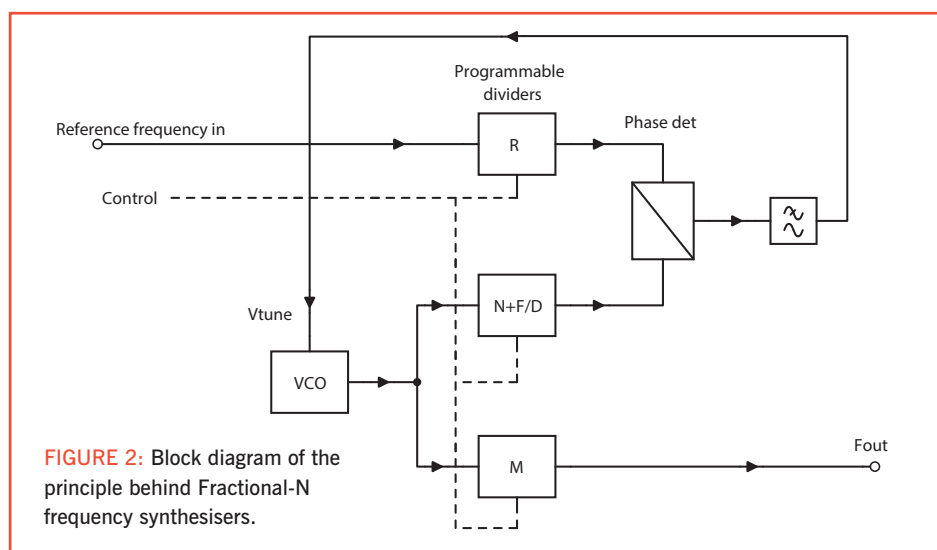 Programmable
dividers
Reference frequency in
R
Phase det
Control
Vtune
N+F/D
VCO
M
Fout
FIGURE 2: Block diagram of the
principle behind Fractional-N
frequency synthesisers.